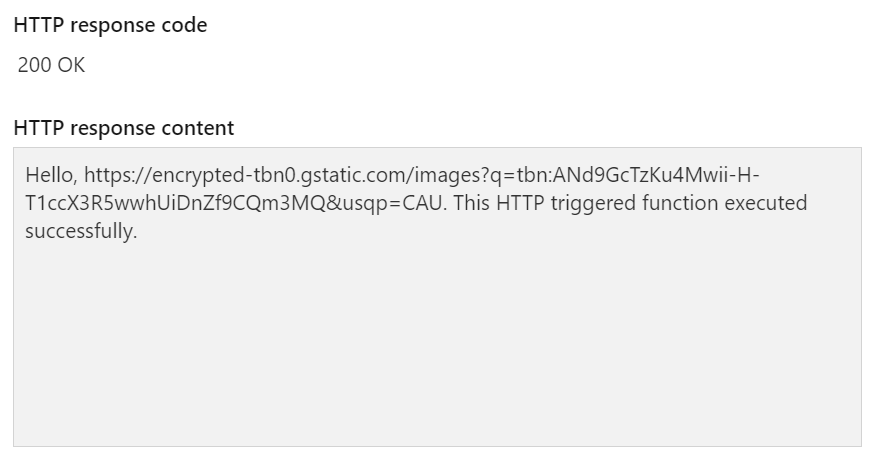 HTTP response code
200 OK
HTTP response content
Hello, https://encrypted-tbn0.gstatic.com/images?q=tbn:ANd9GcTzKu4Mwii-H-
T1ccX3R5wwhUiDnZf9CQm3MQ&usqp=CAU. This HTTP triggered function executed
successfully.